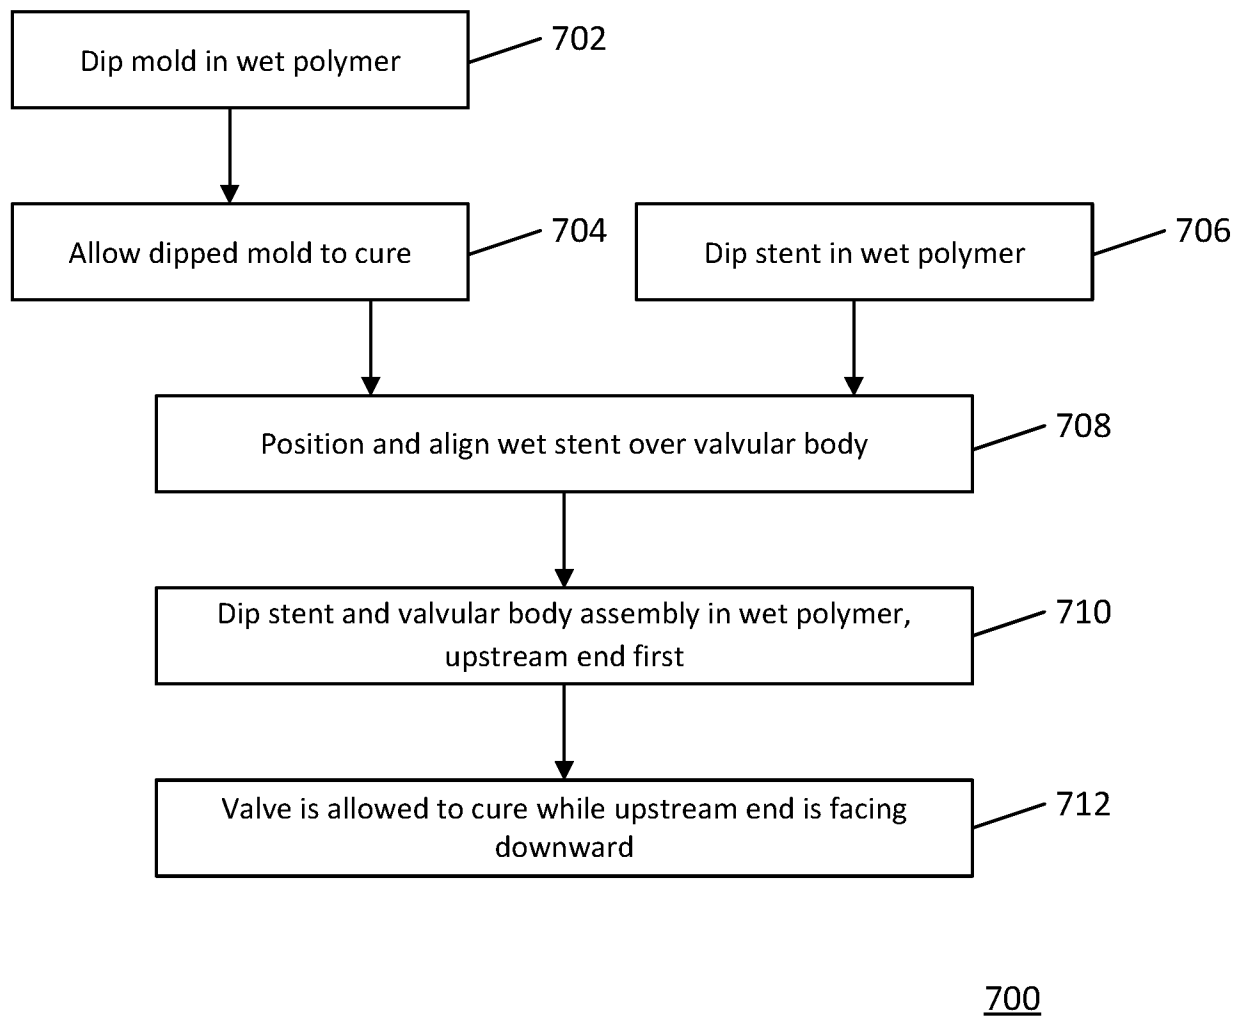 Dip mold in wet polymer
702
Allow dipped mold to cure
704
Dip stent in wet polymer
706
Position and align wet stent over valvular body
708
Dip stent and valvular body assembly in wet polymer,
upstream end first
710
Valve is allowed to cure while upstream end is facing
downward
712
700